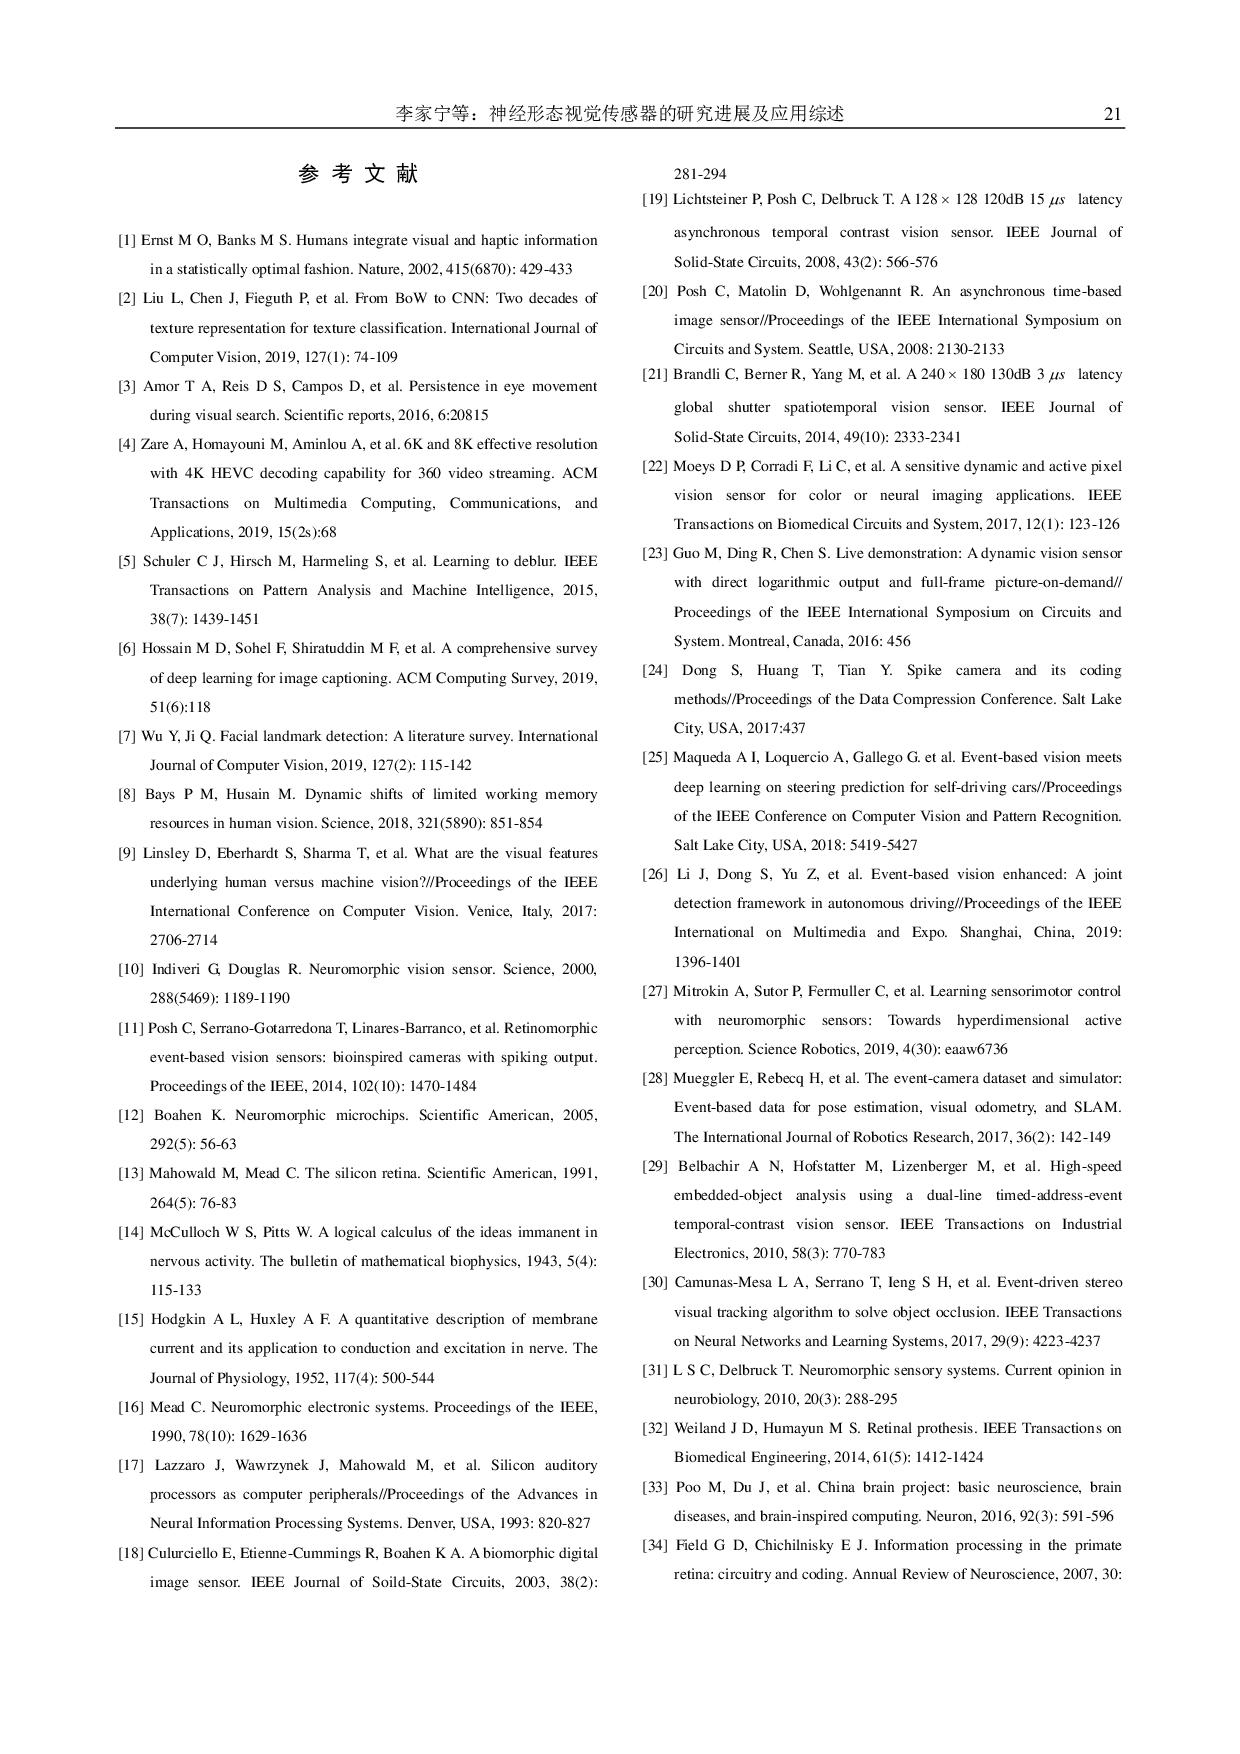 李家宁等：神经形态视觉传感器的研究进展及应用综述 21
参 考 文 献
[1] Ernst M O, Banks M S. Humans integrate visual and haptic information
in a statistically optimal fashion. Nature, 2002, 415(6870): 429-433
[2] Liu L, Chen J, Fieguth P, et al. From BoW to CNN: Two decades of
texture representation for texture classification. International Journal of
Computer Vision, 2019, 127(1): 74-109
[3] Amor T A, Reis D S, Campos D, et al. Persistence in eye movement
during visual search. Scientific reports, 2016, 6:20815
[4] Zare A, Homayouni M, Aminlou A, et al. 6K and 8K effective resolution
with 4K HEVC decoding capability for 360 video streaming. ACM
Transactions on Multimedia Computing, Communications, and
Applications, 2019, 15(2s):68
[5] Schuler C J, Hirsch M, Harmeling S, et al. Learning to deblur. IEEE
Transactions on Pattern Analysis and Machine Intelligence, 2015,
38(7): 1439-1451
[6] Hossain M D, Sohel F, Shiratuddin M F, et al. A comprehensive survey
of deep learning for image captioning. ACM Computing Survey, 2019,
51(6):118
[7] Wu Y, Ji Q. Facial landmark detection: A literature survey. International
Journal of Computer Vision, 2019, 127(2): 115-142
[8] Bays P M, Husain M. Dynamic shifts of limited working memory
resources in human vision. Science, 2018, 321(5890): 851-854
[9] Linsley D, Eberhardt S, Sharma T, et al. What are the visual features
underlying human versus machine vision?//Proceedings of the IEEE
International Conference on Computer Vision. Venice, Italy, 2017:
2706-2714
[10] Indiveri G, Douglas R. Neuromorphic vision sensor. Science, 2000,
288(5469): 1189-1190
[11] Posh C, Serrano-Gotarredona T, Linares-Barranco, et al. Retinomorphic
event-based vision sensors: bioinspired cameras with spiking output.
Proceedings of the IEEE, 2014, 102(10): 1470-1484
[12] Boahen K. Neuromorphic microchips. Scientific American, 2005,
292(5): 56-63
[13] Mahowald M, Mead C. The silicon retina. Scientific American, 1991,
264(5): 76-83
[14] McCulloch W S, Pitts W. A logical calculus of the ideas immanent in
nervous activity. The bulletin of mathematical biophysics, 1943, 5(4):
115-133
[15] Hodgkin A L, Huxley A F. A quantitative description of membrane
current and its application to conduction and excitation in nerve. The
Journal of Physiology, 1952, 117(4): 500-544
[16] Mead C. Neuromorphic electronic systems. Proceedings of the IEEE,
1990, 78(10): 1629-1636
[17] Lazzaro J, Wawrzynek J, Mahowald M, et al. Silicon auditory
processors as computer peripherals//Proceedings of the Advances in
Neural Information Processing Systems. Denver, USA, 1993: 820-827
[18] Culurciello E, Etienne-Cummings R, Boahen K A. A biomorphic digital
image sensor. IEEE Journal of Soild-State Circuits, 2003, 38(2):
281-294
[19] Lichtsteiner P, Posh C, Delbruck T. A 128 × 128 120dB 15 μs latency
asynchronous temporal contrast vision sensor. IEEE Journal of
Solid-State Circuits, 2008, 43(2): 566-576
[20] Posh C, Matolin D, Wohlgenannt R. An asynchronous time-based
image sensor//Proceedings of the IEEE International Symposium on
Circuits and System. Seattle, USA, 2008: 2130-2133
[21] Brandli C, Berner R, Yang M, et al. A 240 × 180 130dB 3 μs latency
global shutter spatiotemporal vision sensor. IEEE Journal of
Solid-State Circuits, 2014, 49(10): 2333-2341
[22] Moeys D P, Corradi F, Li C, et al. A sensitive dynamic and active pixel
vision sensor for color or neural imaging applications. IEEE
Transactions on Biomedical Circuits and System, 2017, 12(1): 123-126
[23] Guo M, Ding R, Chen S. Live demonstration: A dynamic vision sensor
with direct logarithmic output and full-frame picture-on-demand//
Proceedings of the IEEE International Symposium on Circuits and
System. Montreal, Canada, 2016: 456
[24] Dong S, Huang T, Tian Y. Spike camera and its coding
methods//Proceedings of the Data Compression Conference. Salt Lake
City, USA, 2017:437
[25] Maqueda A I, Loquercio A, Gallego G. et al. Event-based vision meets
deep learning on steering prediction for self-driving cars//Proceedings
of the IEEE Conference on Computer Vision and Pattern Recognition.
Salt Lake City, USA, 2018: 5419-5427
[26] Li J, Dong S, Yu Z, et al. Event-based vision enhanced: A joint
detection framework in autonomous driving//Proceedings of the IEEE
International on Multimedia and Expo. Shanghai, China, 2019:
1396-1401
[27] Mitrokin A, Sutor P, Fermuller C, et al. Learning sensorimotor control
with neuromorphic sensors: Towards hyperdimensional active
perception. Science Robotics, 2019, 4(30): eaaw6736
[28] Mueggler E, Rebecq H, et al. The event-camera dataset and simulator:
Event-based data for pose estimation, visual odometry, and SLAM.
The International Journal of Robotics Research, 2017, 36(2): 142-149
[29] Belbachir A N, Hofstatter M, Lizenberger M, et al. High-speed
embedded-object analysis using a dual-line timed-address-event
temporal-contrast vision sensor. IEEE Transactions on Industrial
Electronics, 2010, 58(3): 770-783
[30] Camunas-Mesa L A, Serrano T, Ieng S H, et al. Event-driven stereo
visual tracking algorithm to solve object occlusion. IEEE Transactions
on Neural Networks and Learning Systems, 2017, 29(9): 4223-4237
[31] L S C, Delbruck T. Neuromorphic sensory systems. Current opinion in
neurobiology, 2010, 20(3): 288-295
[32] Weiland J D, Humayun M S. Retinal prothesis. IEEE Transactions on
Biomedical Engineering, 2014, 61(5): 1412-1424
[33] Poo M, Du J, et al. China brain project: basic neuroscience, brain
diseases, and brain-inspired computing. Neuron, 2016, 92(3): 591-596
[34] Field G D, Chichilnisky E J. Information processing in the primate
retina: circuitry and coding. Annual Review of Neuroscience, 2007, 30: